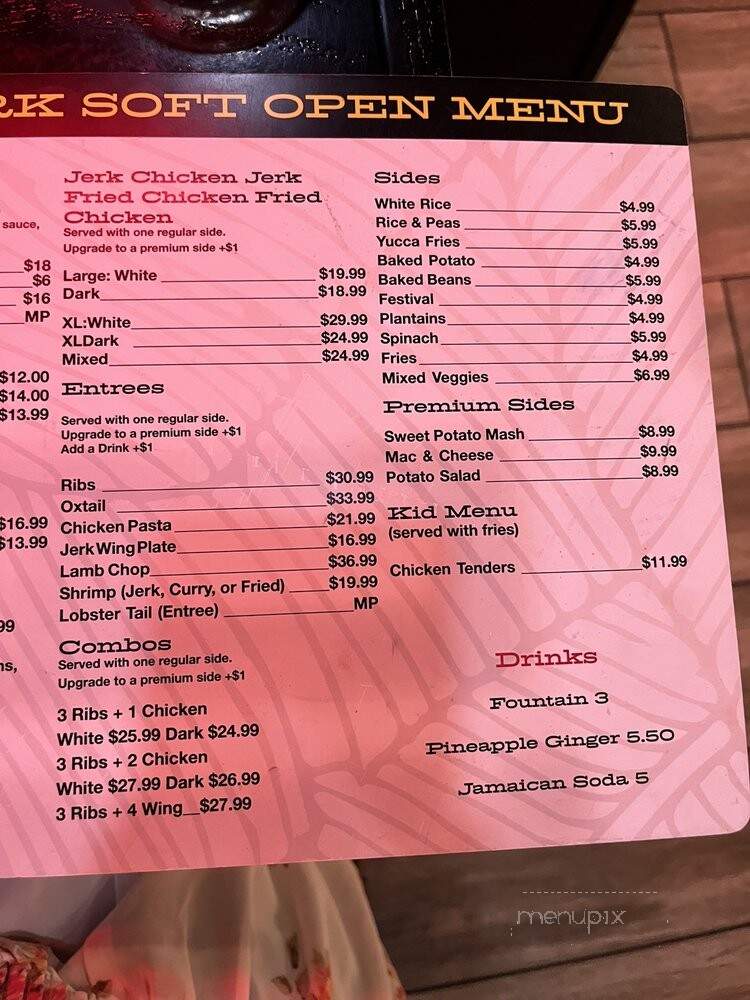 RK SOFT OPEN MENU
sauce,
$18
$6
$16
MP
$12.00
$14.00
$13.99
$16.99
$13.99
99
ns,
Jerk Chicken Jerk
Fried Chicken Fried
Chicken
Served with one regular side.
Upgrade to a premium side +$1
Large: White $19.99
Dark $18.99
XL:White $29.99
XLDark $24.99
Mixed $24.99
Entrees
Served with one regular side.
Upgrade to a premium side +$1
Add a Drink +$1
Ribs $30.99
Oxtail $33.99
Chicken Pasta $21.99
Jerk Wing Plate $16.99
Lamb Chop $36.99
Shrimp (Jerk, Curry, or Fried) $19.99
Lobster Tail (Entree) MP
Combos
Served with one regular side.
Upgrade to a premium side +$1
3 Ribs + 1 Chicken
White $25.99 Dark $24.99
3 Ribs + 2 Chicken
White $27.99 Dark $26.99
3 Ribs + 4 Wing $27.99
Sides
White Rice $4.99
Rice & Peas $5.99
Yucca Fries $5.99
Baked Potato $4.99
Baked Beans $5.99
Festival $4.99
Plantains $4.99
Spinach $5.99
Fries $4.99
Mixed Veggies $6.99
Premium Sides
Sweet Potato Mash $8.99
Mac & Cheese $9.99
Potato Salad $8.99
Kid Menu
(served with fries)
Chicken Tenders $11.99
Drinks
Fountain 3
Pineapple Ginger 5.50
Jamaican Soda 5
menupix